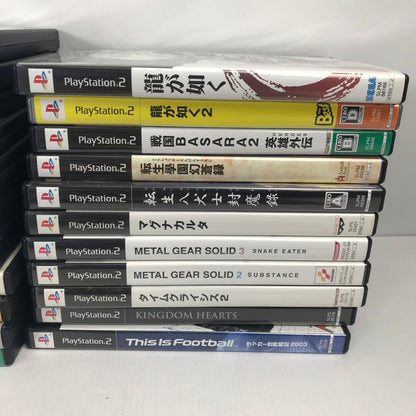 PlayStation.2 龍が如く SEGA
PlayStation.2 龍が如く2 D
PlayStation.2 戦国BASARA2 英雄外伝 HEROES B
PlayStation.2 転生學園幻蒼録
PlayStation.2 転生八犬士封魔録 A
PlayStation.2 マグナカルタ
PlayStation.2 METAL GEAR SOLID 3 SNAKE EATER
PlayStation.2 METAL GEAR SOLID 2 SUBSTANCE
PlayStation.2 タイムクライシス2
PlayStation.2 KINGDOM HEARTS
PlayStation.2 This Is Football サッカー世界戦記2003